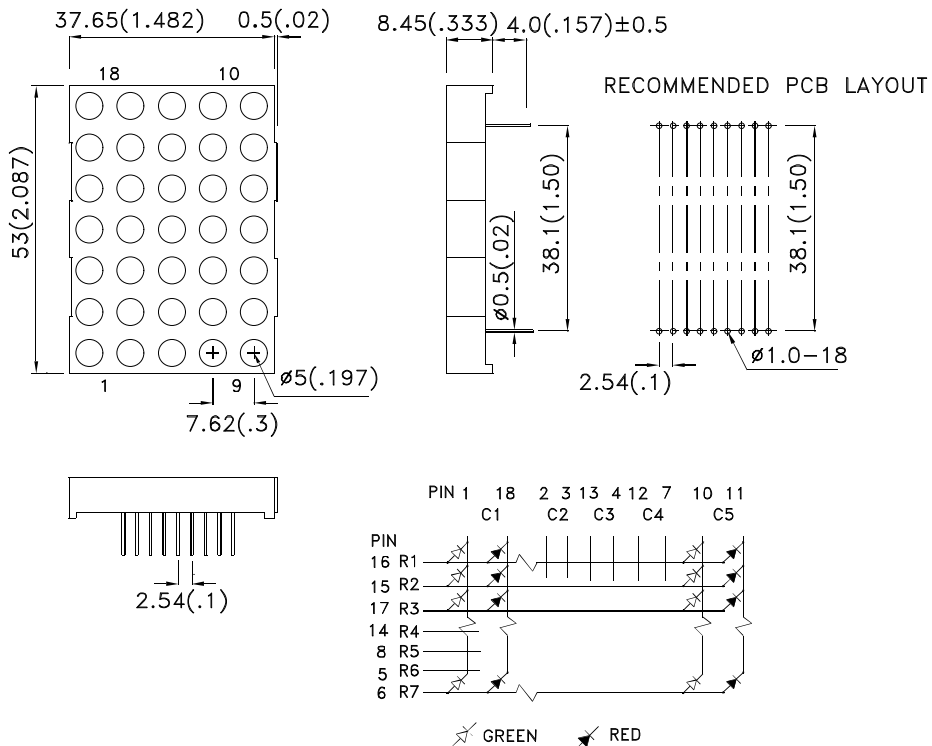 37.65(1.482)
0.5(.02)
8.45(.333)
4.0(.157)±0.5
18
10
RECOMMENDED PCB LAYOUT
53(2.087)
ø0.5(.02)
38.1(1.50)
38.1(1.50)
1
9
ø5(.197)
7.62(.3)
2.54(.1)
ø1.0-18
2.54(.1)
PIN 1 18 2 3 13 4 12 7 10 11
C1 C2 C3 C4 C5
PIN
16 R1
15 R2
17 R3
14 R4
8 R5
5 R6
6 R7
GREEN
RED